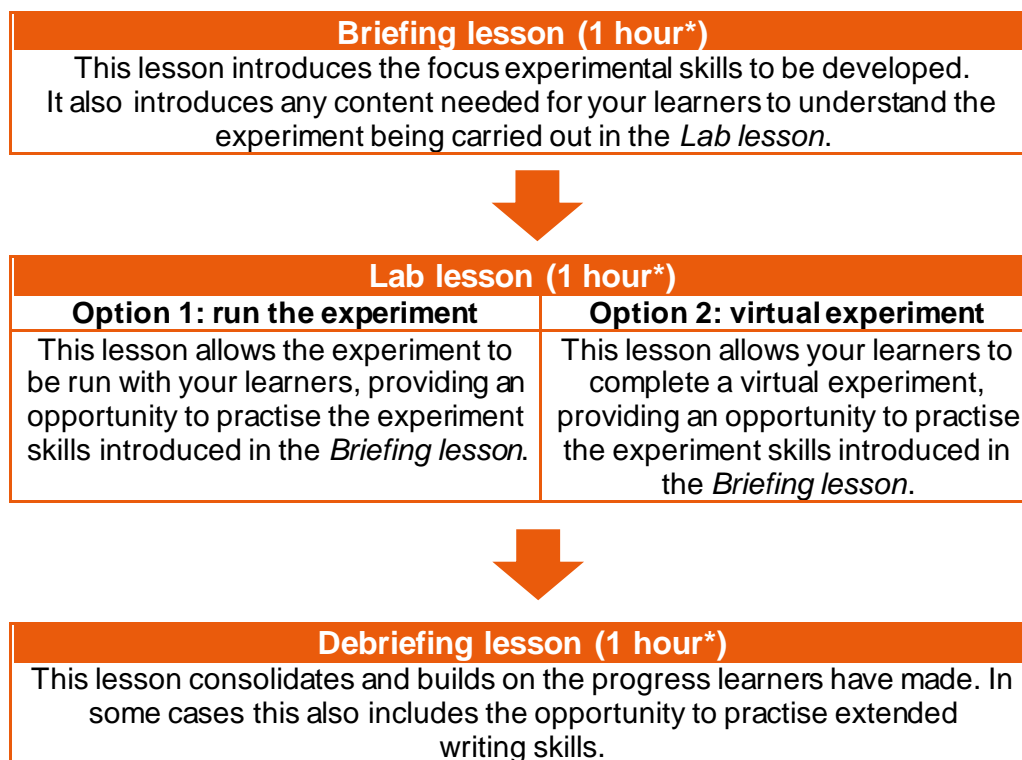 Briefing lesson (1 hour*)
This lesson introduces the focus experimental skills to be developed.
It also introduces any content needed for your learners to understand the
experiment being carried out in the Lab lesson.
Lab lesson (1 hour*)
Option 1: run the experiment
This lesson allows the experiment to
be run with your learners, providing an
opportunity to practise the experiment
skills introduced in the Briefing lesson.
Option 2: virtual experiment
This lesson allows your learners to
complete a virtual experiment,
providing an opportunity to practise
the experiment skills introduced in
the Briefing lesson.
Debriefing lesson (1 hour*)
This lesson consolidates and builds on the progress learners have made. In
some cases this also includes the opportunity to practise extended
writing skills.